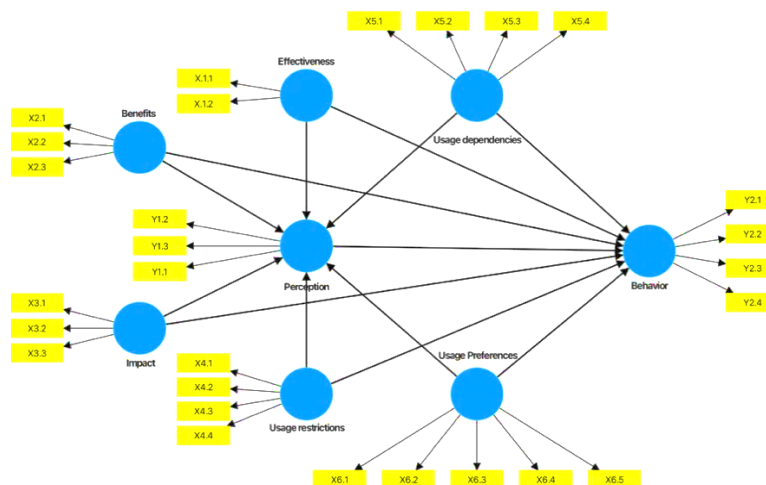 X5.1
X5.2
X5.3
X5.4
Effectiveness
X.1.1
X.1.2
Benefits
X2.1
X2.2
X2.3
Usage dependencies
Y1.2
Y1.3
Y1.1
Perception
Y2.1
Y2.2
Y2.3
Y2.4
Behavior
X3.1
X3.2
X3.3
Impact
X4.1
X4.2
X4.3
X4.4
Usage restrictions
Usage Preferences
X6.1
X6.2
X6.3
X6.4
X6.5